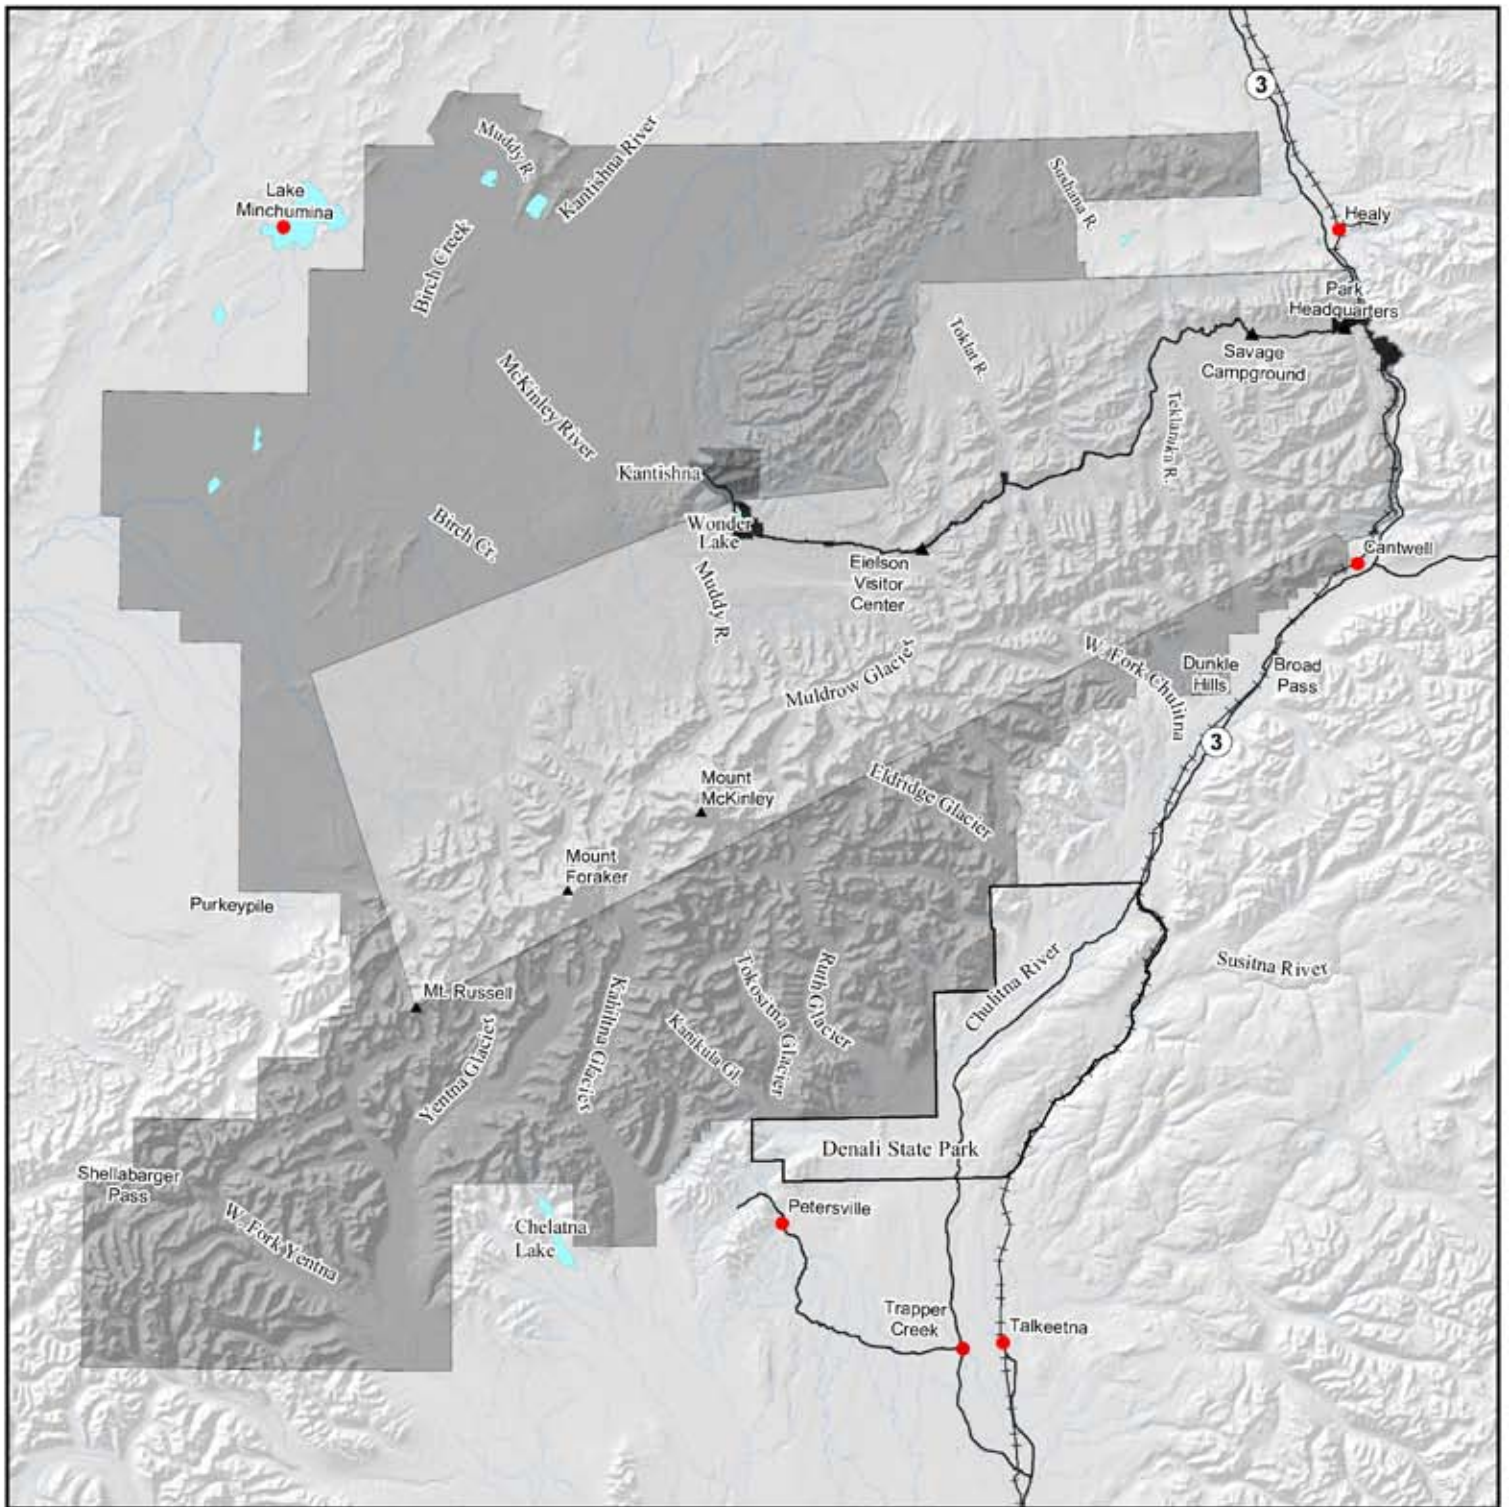 3
Muddy R.
Kantishna River
Sushana R.
Lake
Minchumina
Healy
Birch Creek
Park
Headquarters
Toklat R.
Savage
Campground
McKinley River
Teklanika R.
Kantishna
Birch Cr.
Wonder
Lake
Cantwell
Eielson
Visitor
Center
Muddy R.
W. Fork Chulitna
Dunkle
Hills
Broad
Pass
Muldrow Glacier
3
Mount
McKinley
Eldridge Glacier
Mount
Foraker
Purkeypile
Chulitna River
Susitna River
Ruth Glacier
Tokositna Glacier
Kahiltna Glacier
Mt. Russell
Kanikula Gl.
Yentna Glacier
Denali State Park
Shellabarger
Pass
W. Fork Yentna
Petersville
Chelatna
Lake
Trapper
Creek
Talkeetna